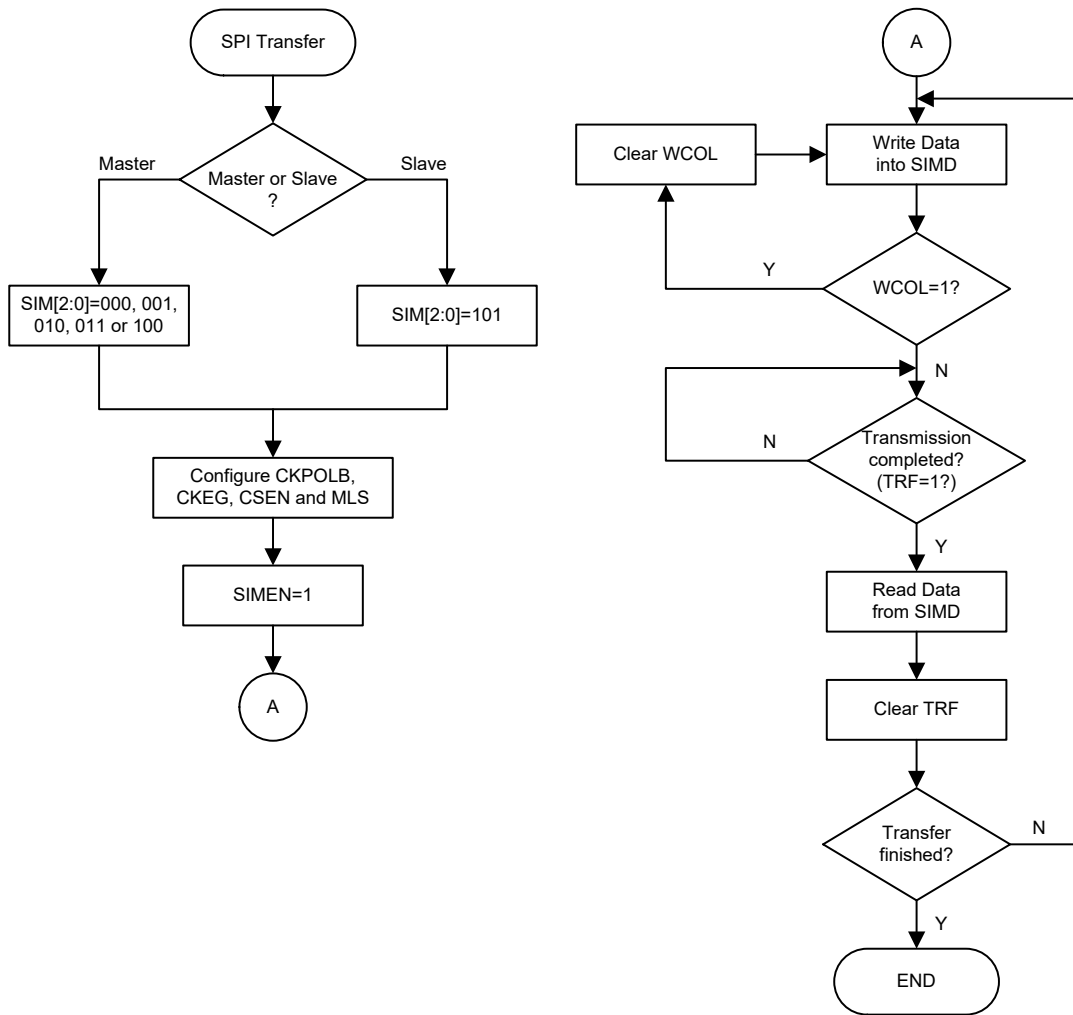 SPI Transfer
Master
Slave
Master or Slave
?
SIM[2:0]=000, 001,
010, 011 or 100
SIM[2:0]=101
Configure CKPOLB,
CKEG, CSEN and MLS
SIMEN=1
A
A
Clear WCOL
Write Data
into SIMD
Y
WCOL=1?
N
N
Transmission
completed?
(TRF=1?)
Y
Read Data
from SIMD
Clear TRF
Transfer
finished?
N
Y
END